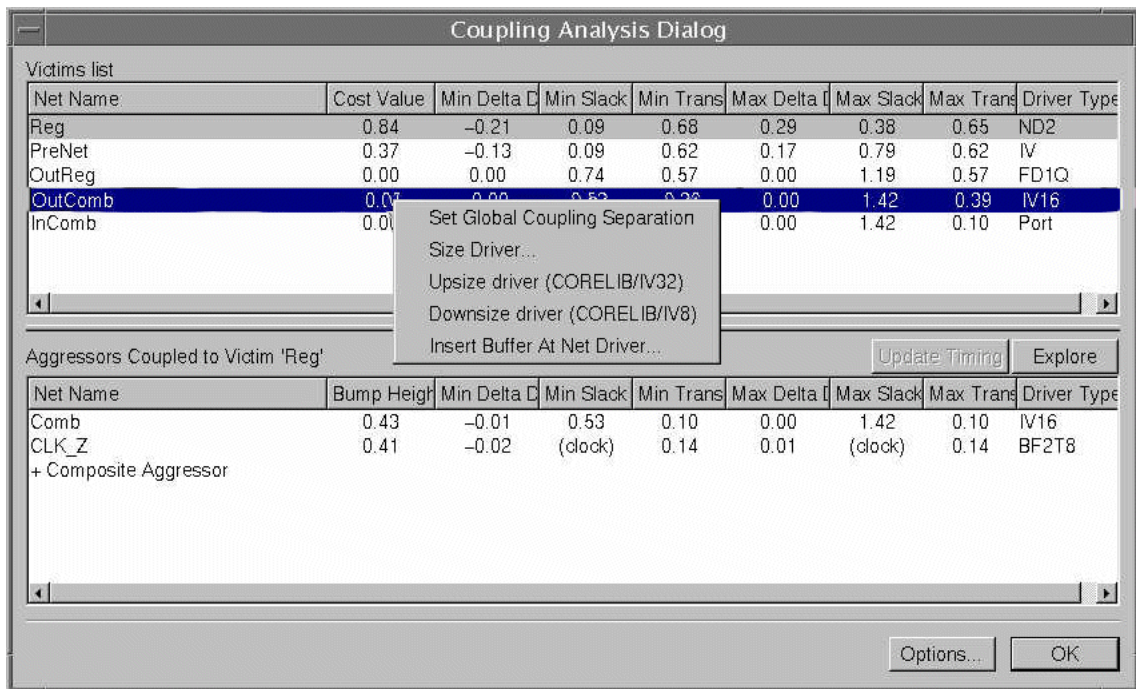 Coupling Analysis Dialog
Victims list
Net Name Cost Value Min Delta D Min Slack Min Trans Max Delta D Max Slack Max Trans Driver Type
Reg 0.84 −0.21 0.09 0.68 0.29 0.38 0.65 ND2
PreNet 0.37 −0.13 0.09 0.62 0.17 0.79 0.62 IV
OutReg 0.00 0.00 0.74 0.57 0.00 1.19 0.57 FD1Q
OutComb 0.00 1.42 0.39 IV16
InComb 0.00 1.42 0.10 Port
Set Global Coupling Separation
Size Driver...
Upsize driver (CORELIB/IV32)
Downsize driver (CORELIB/IV8)
Insert Buffer At Net Driver...
Aggressors Coupled to Victim 'Reg' Update Timing Explore
Net Name Bump Heigh Min Delta D Min Slack Min Trans Max Delta D Max Slack Max Trans Driver Type
Comb 0.43 −0.01 0.53 0.10 0.00 1.42 0.10 IV16
CLK_Z 0.41 −0.02 (clock) 0.14 0.01 (clock) 0.14 BF2T8
+ Composite Aggressor
Options... OK